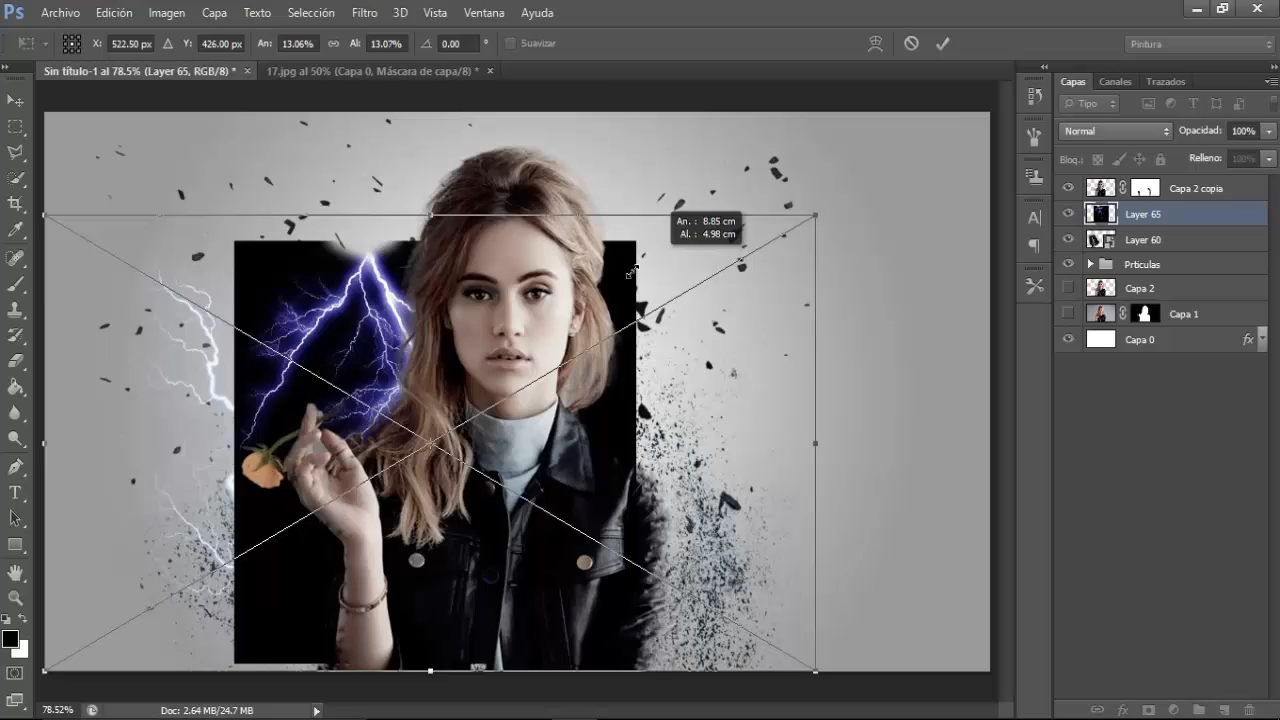 Ps Archivo Edición Imagen Capa Texto Selección Filtro 3D Vista Ventana Ayuda
X: 522.50 px Y: 426.00 px An: 13.06% Al: 13.07% 0.00 ° Suavizar Pintura
Sin título-1 al 78.5% (Layer 65, RGB/8) * × 17.jpg al 50% (Capa 0, Máscara de capa/8) * ×
Capas Canales Trazados
Tipo
Normal Opacidad: 100%
Bloq.: Relleno: 100%
Capa 2 copia
An. : 8.85 cm
Al. : 4.98 cm
Layer 65
Layer 60
Prticulas
Capa 2
Capa 1
Capa 0 fx
78.52% Doc: 2.64 MB/24.7 MB